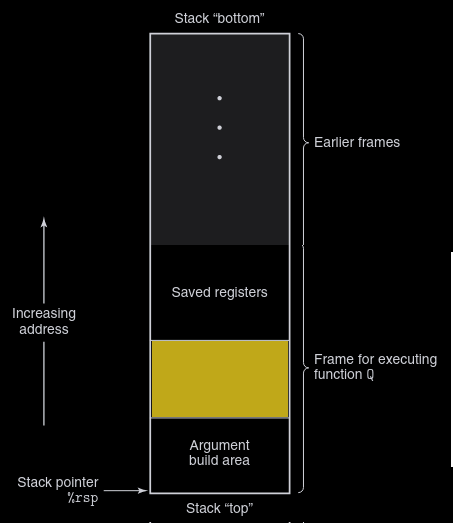 Stack “bottom”
Earlier frames
Saved registers
Increasing
address
Frame for executing
function Q
Argument
build area
Stack pointer
%rsp
Stack “top”